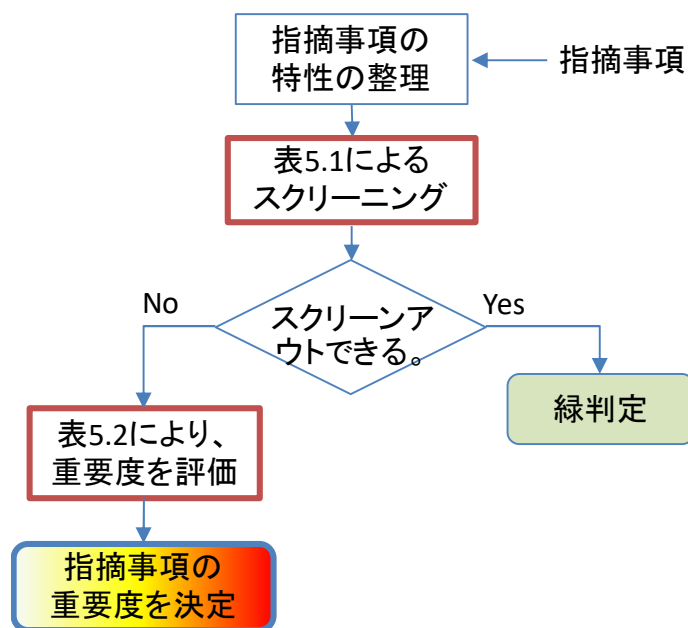 指摘事項の
特性の整理
指摘事項
表5.1による
スクリーニング
No
Yes
スクリーンア
ウトできる。
緑判定
表5.2により、
重要度を評価
指摘事項の
重要度を決定